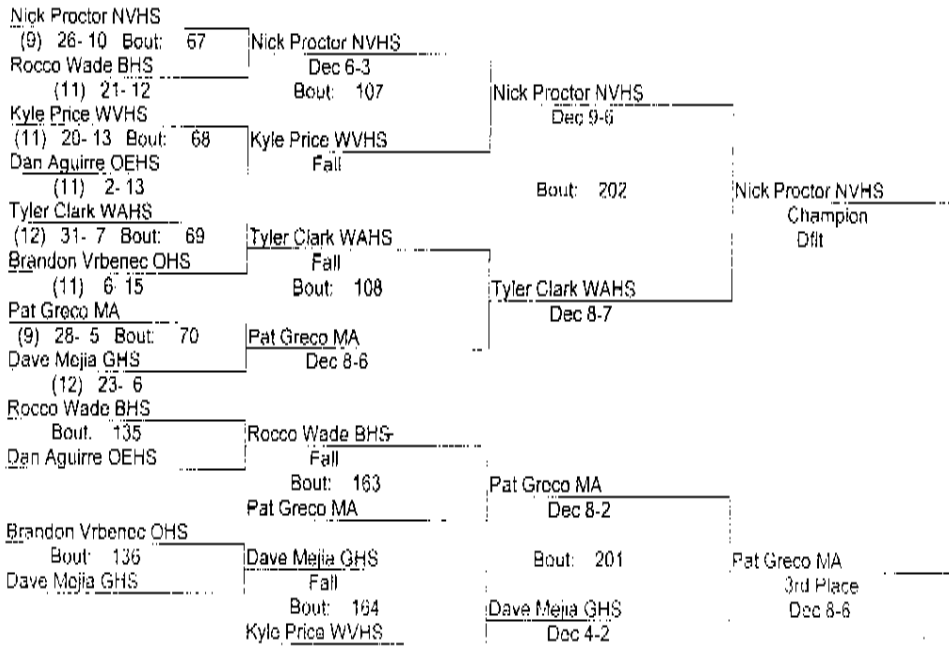 Nick Proctor NVHS
(9) 26- 10 Bout: 67
Rocco Wade BHS
(11) 21- 12
Kyle Price WVHS
(11) 20- 13 Bout: 68
Dan Aguirre OEHS
(11) 2- 13
Tyler Clark WAHS
(12) 31- 7 Bout: 69
Brandon Vrbenec OHS
(11) 6- 15
Pat Greco MA
(9) 28- 5 Bout: 70
Dave Mejia GHS
(12) 23- 6
Nick Proctor NVHS
Dec 6-3
Bout: 107
Kyle Price WVHS
Fall
Tyler Clark WAHS
Fall
Bout: 108
Pat Greco MA
Dec 8-6
Nick Proctor NVHS
Dec 9-6
Bout: 202
Tyler Clark WAHS
Dec 8-7
Nick Proctor NVHS
Champion
Dflt
Rocco Wade BHS
Bout: 135
Dan Aguirre OEHS
Brandon Vrbenec OHS
Bout: 136
Dave Mejia GHS
Rocco Wade BHS
Fall
Bout: 163
Pat Greco MA
Dave Mejia GHS
Fall
Bout: 164
Kyle Price WVHS
Pat Greco MA
Dec 8-2
Bout: 201
Dave Mejia GHS
Dec 4-2
Pat Greco MA
3rd Place
Dec 8-6